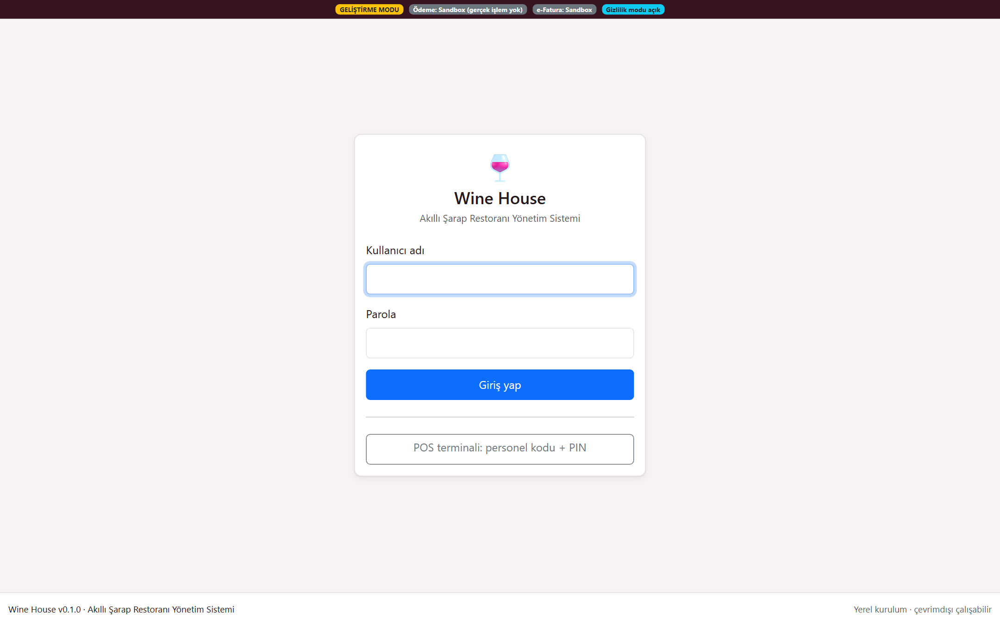 GELİŞTİRME MODU Ödeme: Sandbox (gerçek işlem yok) e-Fatura: Sandbox Gizlilik modu açık
Wine House
Akıllı Şarap Restoranı Yönetim Sistemi
Kullanıcı adı
Parola
Giriş yap
POS terminali: personel kodu + PIN
Wine House v0.1.0 · Akıllı Şarap Restoranı Yönetim Sistemi Yerel kurulum · çevrimdışı çalışabilir